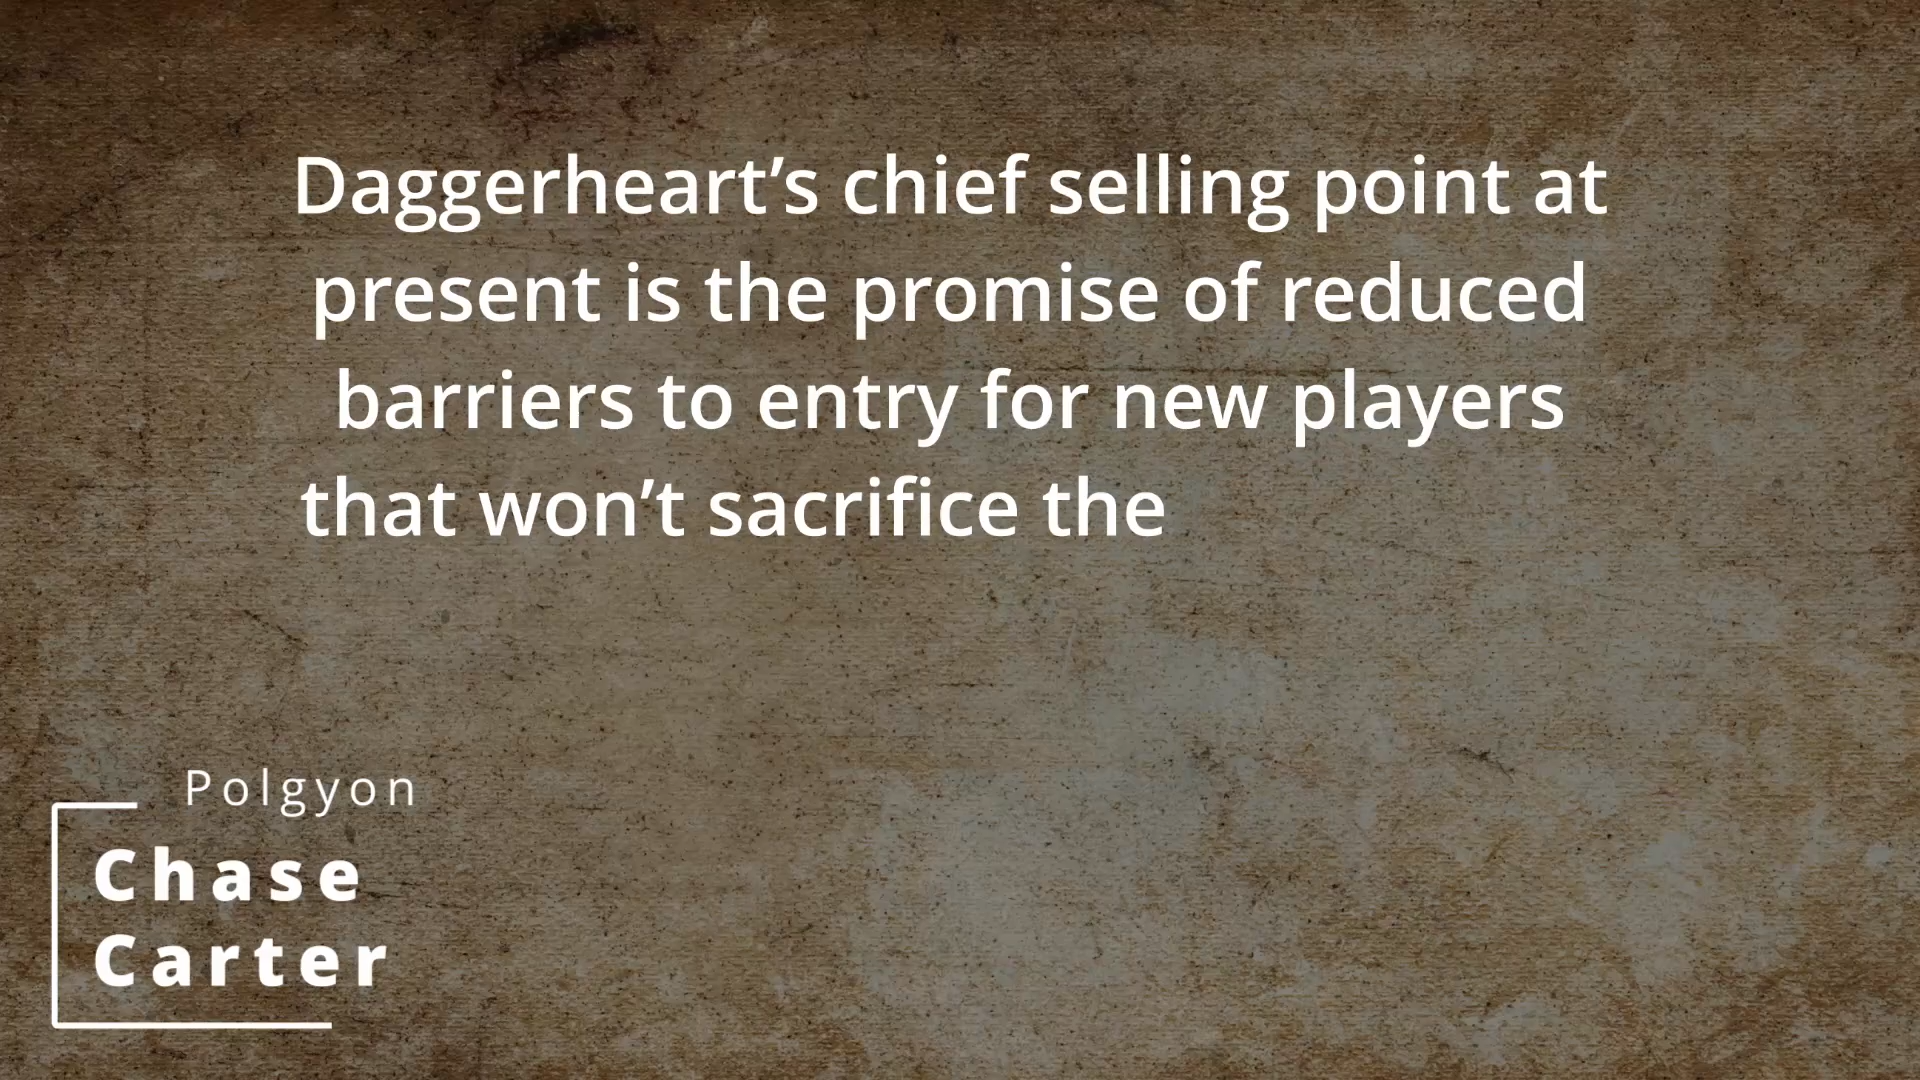 Daggerheart’s chief selling point at
present is the promise of reduced
barriers to entry for new players
that won’t sacrifice the
Polgyon
Chase
Carter